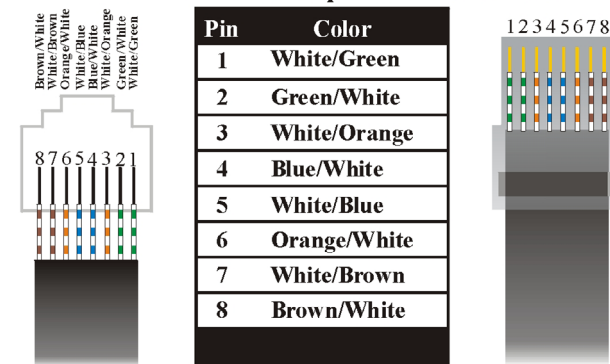 Brown/White
White/Brown
Orange/White
White/Blue
Blue/White
White/Orange
Green/White
White/Green
87654321
Pin Color
1 White/Green
2 Green/White
3 White/Orange
4 Blue/White
5 White/Blue
6 Orange/White
7 White/Brown
8 Brown/White
12345678